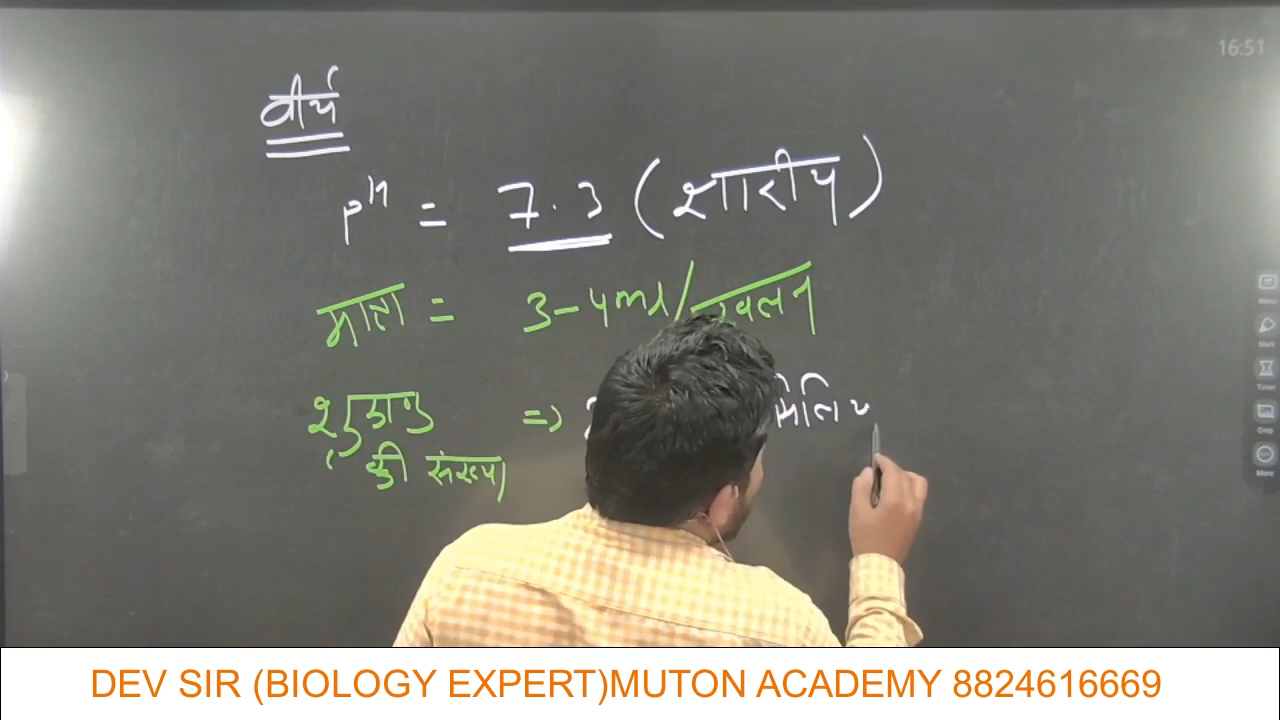 16:51
वीर्य
pH = 7.3 (क्षारीय)
मात्रा = 3-4ml/स्खलन
शुक्राणु =>
की संख्या
DEV SIR (BIOLOGY EXPERT)MUTON ACADEMY 8824616669